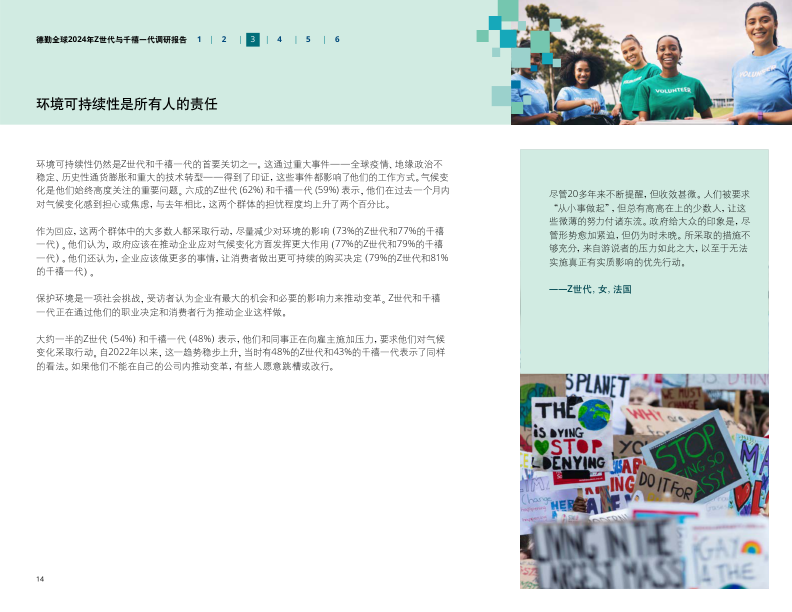 德勤全球2024年Z世代与千禧一代调研报告 1 | 2 | 3 | 4 | 5 | 6
环境可持续性是所有人的责任
VOLUNTEER
VOLUNTEER
VOLUNTEER
环境可持续性仍然是Z世代和千禧一代的首要关切之一。这通过重大事件——全球疫情、地缘政治不
稳定、历史性通货膨胀和重大的技术转型——得到了印证，这些事件都影响了他们的工作方式。气候变
化是他们始终高度关注的重要问题。六成的Z世代 (62%) 和千禧一代 (59%) 表示，他们在过去一个月内
对气候变化感到担心或焦虑，与去年相比，这两个群体的担忧程度均上升了两个百分比。
作为回应，这两个群体中的大多数人都采取行动，尽量减少对环境的影响 (73%的Z世代和77%的千禧
一代) 。他们认为，政府应该在推动企业应对气候变化方面发挥更大作用 (77%的Z世代和79%的千禧
一代) 。他们还认为，企业应该做更多的事情，让消费者做出更可持续的购买决定 (79%的Z世代和81%
的千禧一代) 。
保护环境是一项社会挑战，受访者认为企业有最大的机会和必要的影响力来推动变革。Z世代和千禧
一代正在通过他们的职业决定和消费者行为推动企业这样做。
大约一半的Z世代 (54%) 和千禧一代 (48%) 表示，他们和同事正在向雇主施加压力，要求他们对气候
变化采取行动。自2022年以来，这一趋势稳步上升，当时有48%的Z世代和43%的千禧一代表示了同样
的看法。如果他们不能在自己的公司内推动变革，有些人愿意跳槽或改行。
尽管20多年来不断提醒，但收效甚微。人们被要求
“从小事做起”，但总有高高在上的少数人，让这
些微薄的努力付诸东流。政府给大众的印象是，尽
管形势愈加紧迫，但仍为时未晚。所采取的措施不
够充分，来自游说者的压力如此之大，以至于无法
实施真正有实质影响的优先行动。
——Z世代，女，法国
PLANET
THE
iS DYING
STOP
DENYING
WHY are
YOU
STOP
DO IT FOR
HER
LIVING IN THE
LARGEST MASS
GAY
4 THE
14